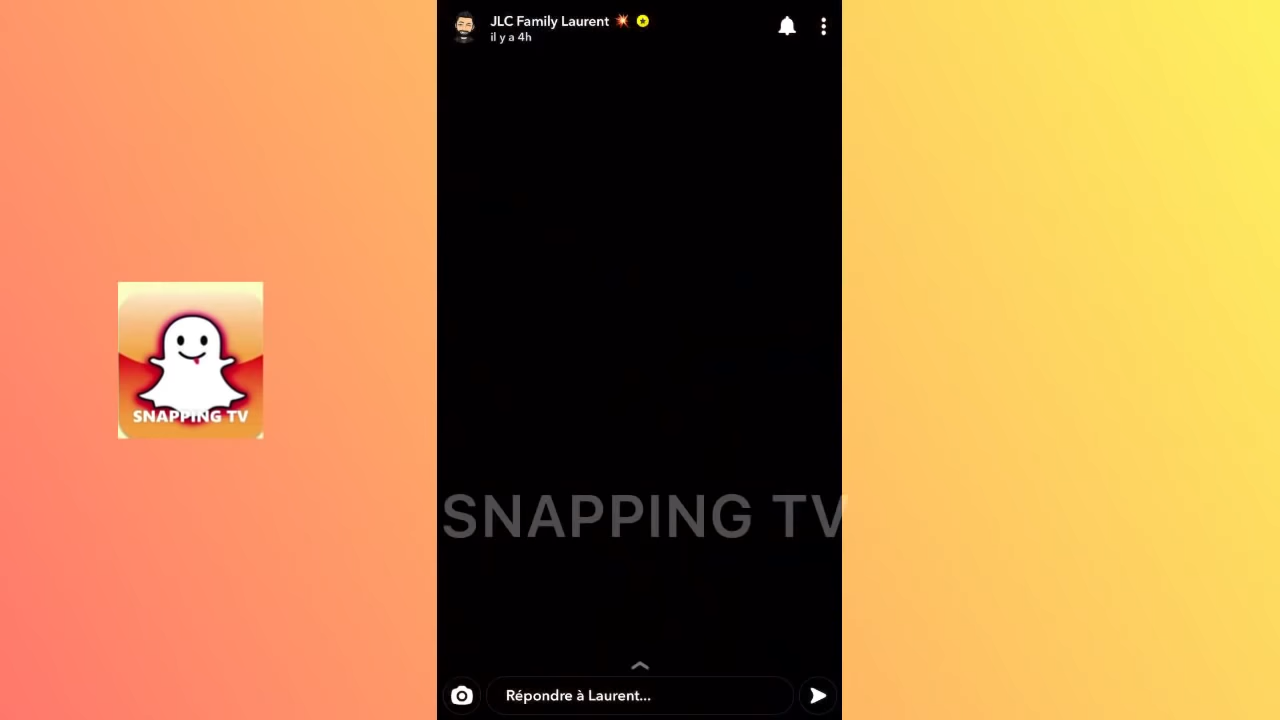 JLC Family Laurent 💥
il y a 4h
SNAPPING TV
SNAPPING TV
Répondre à Laurent...